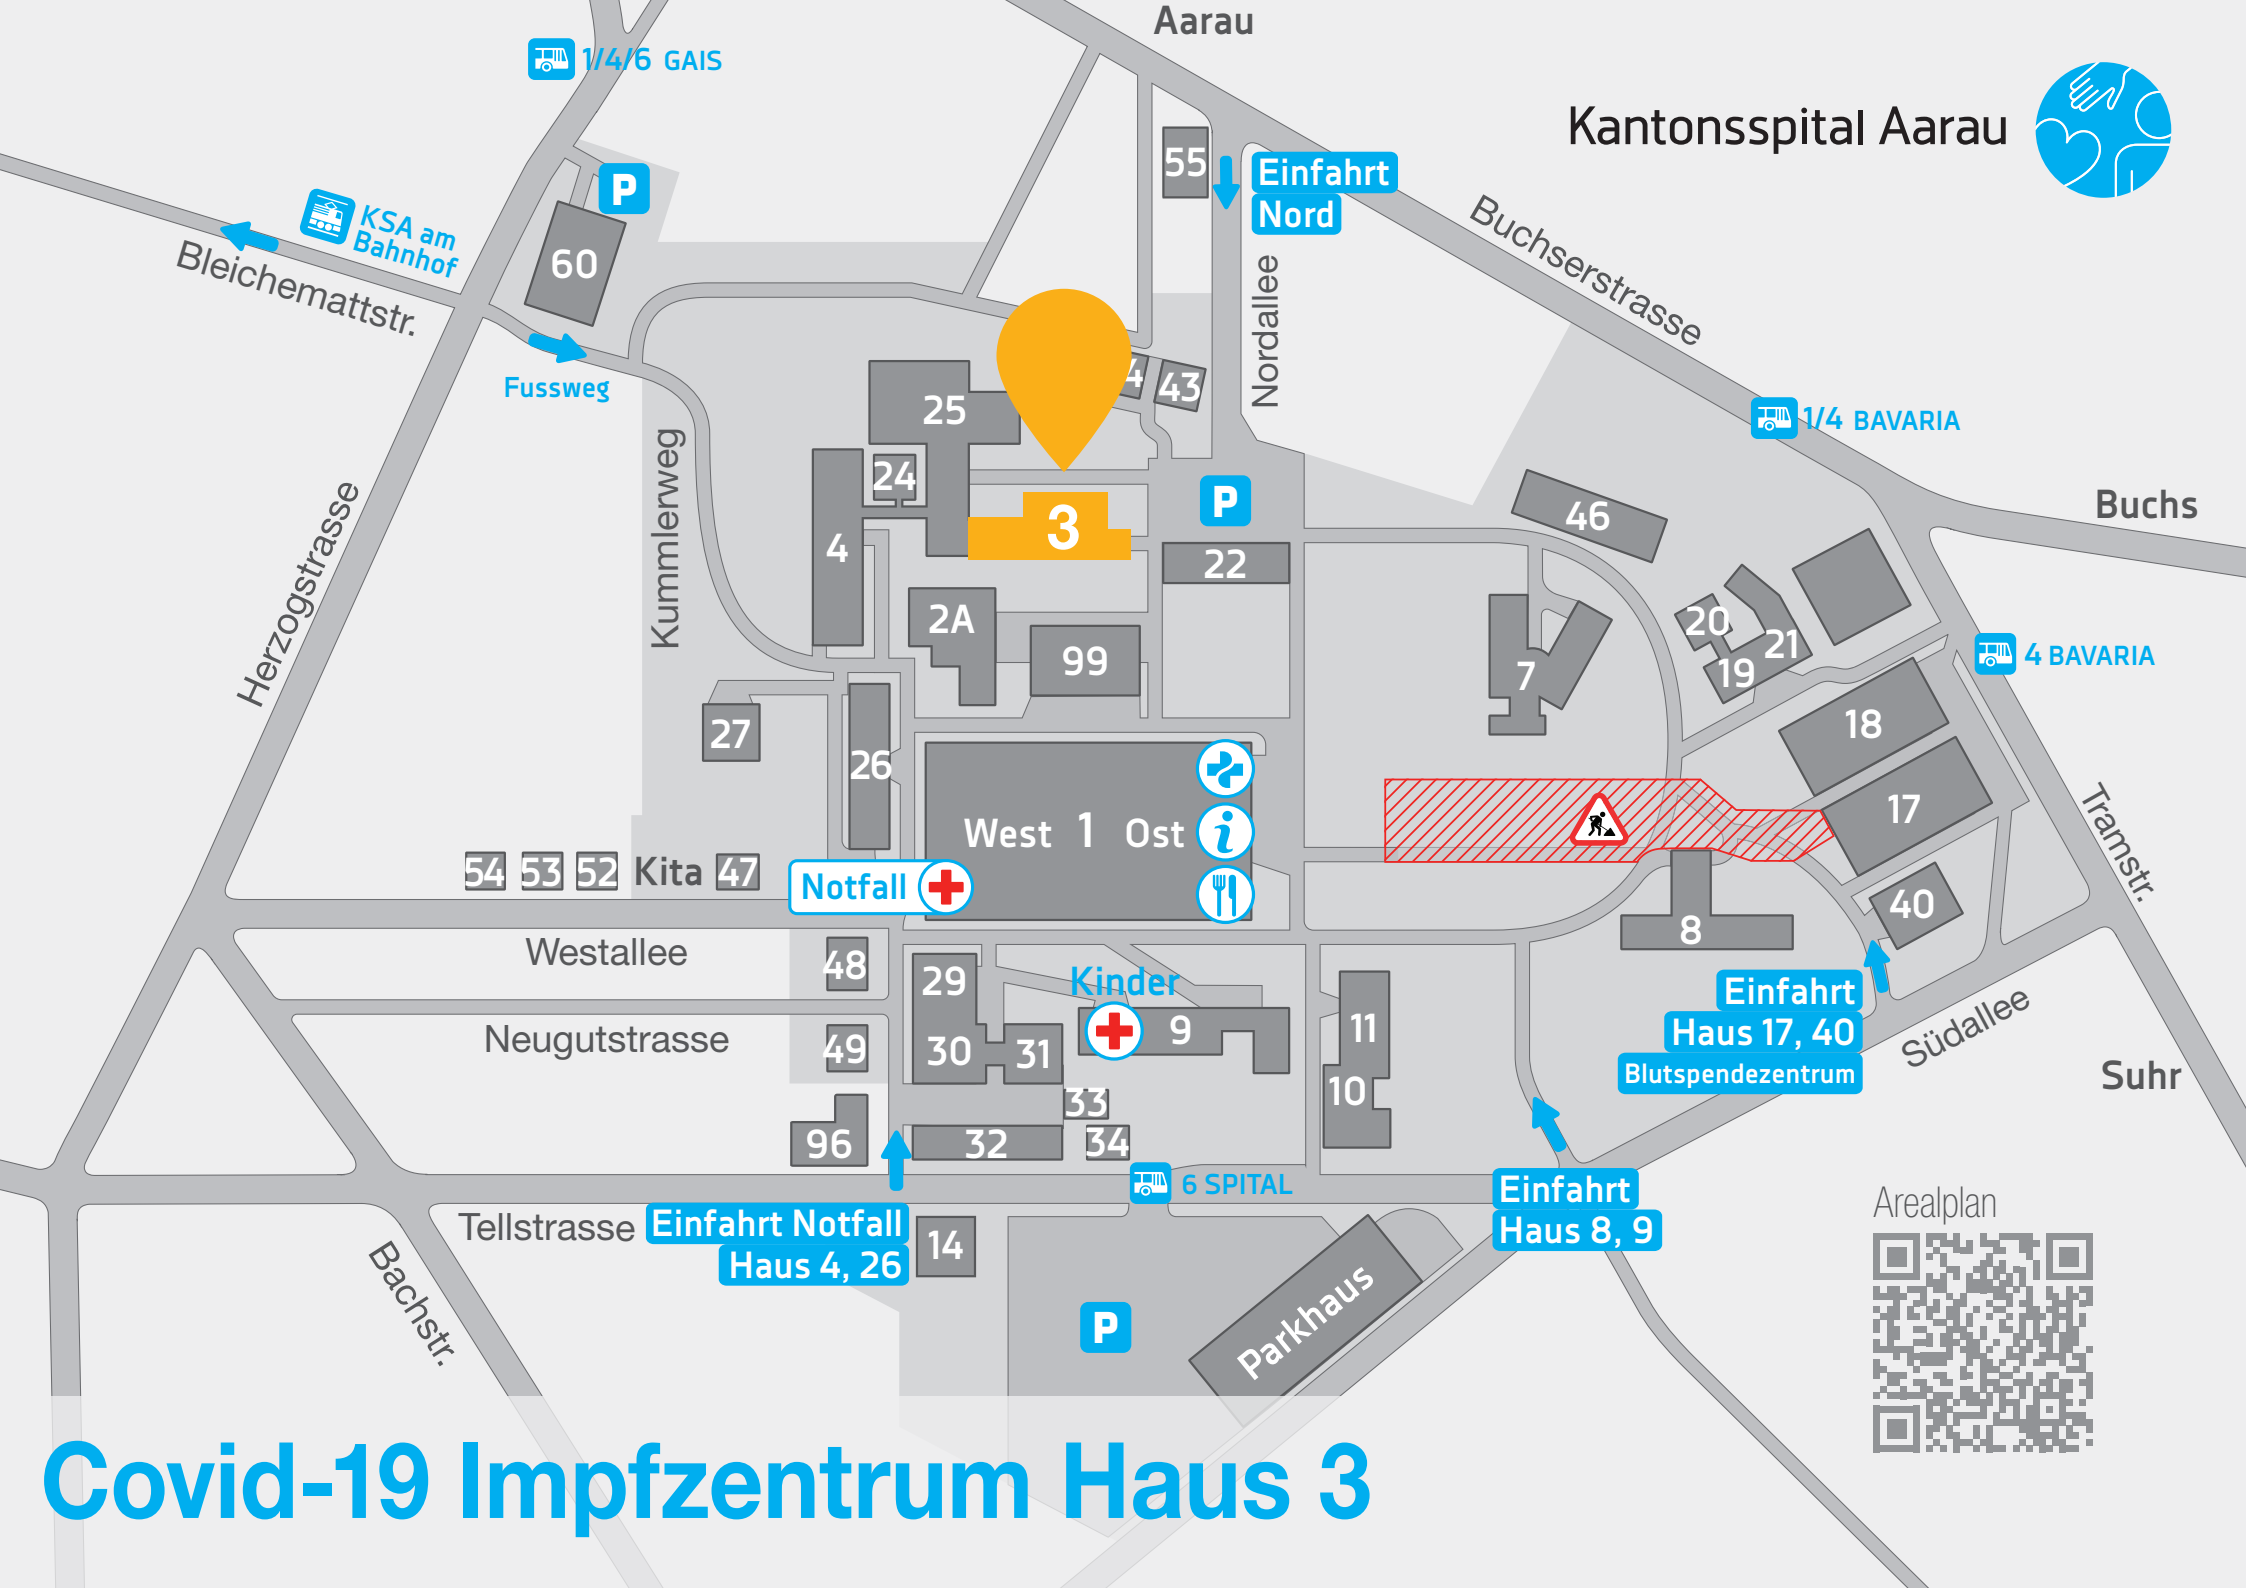 Aarau
1/4/6 GAIS
Kantonsspital Aarau
55
Einfahrt
Nord
P
KSA am
Bahnhof
Bleichemattstr.
60
Buchserstrasse
Nordallee
Fussweg
4
43
25
1/4 BAVARIA
Kummlerweg
24
Herzogstrasse
P
Buchs
46
3
4
22
2A
20
21
4 BAVARIA
99
7
19
18
27
26
17
Tramstr.
West 1 Ost
i
54 53 52 Kita 47
Notfall
40
8
Westallee
48
29
Kinder
Einfahrt
Haus 17, 40
Blutspendezentrum
Südallee
Neugutstrasse
49
30
31
9
11
10
Suhr
33
96
32
34
6 SPITAL
Einfahrt
Haus 8, 9
Arealplan
Tellstrasse
Einfahrt Notfall
Haus 4, 26
14
Bachstr.
P
Parkhaus
Covid-19 Impfzentrum Haus 3